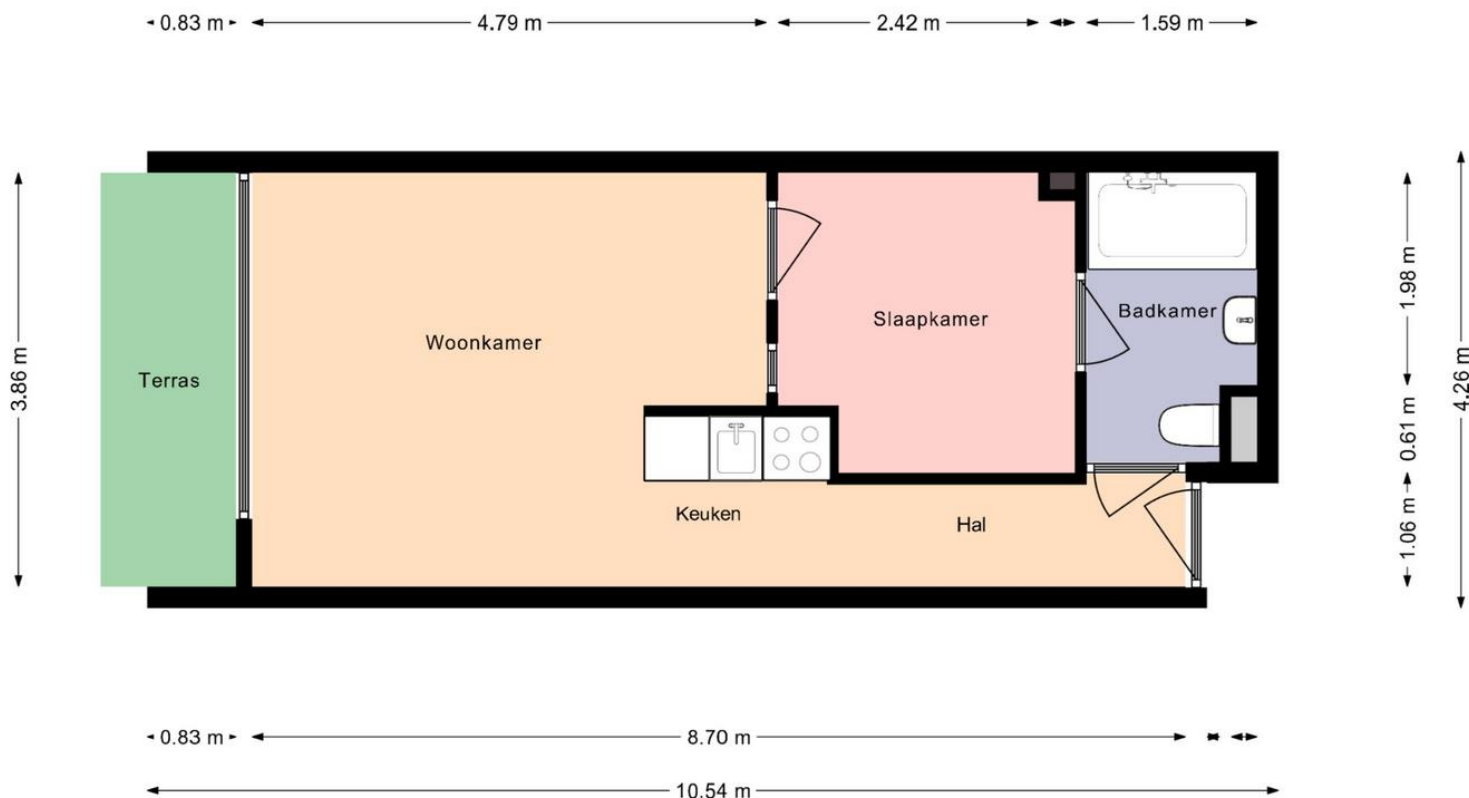 0.83 m
4.79 m
2.42 m
1.59 m
3.86 m
1.98 m
4.26 m
Slaapkamer
Badkamer
Woonkamer
Terras
0.61 m
Keuken
Hal
1.06 m
0.83 m
8.70 m
10.54 m